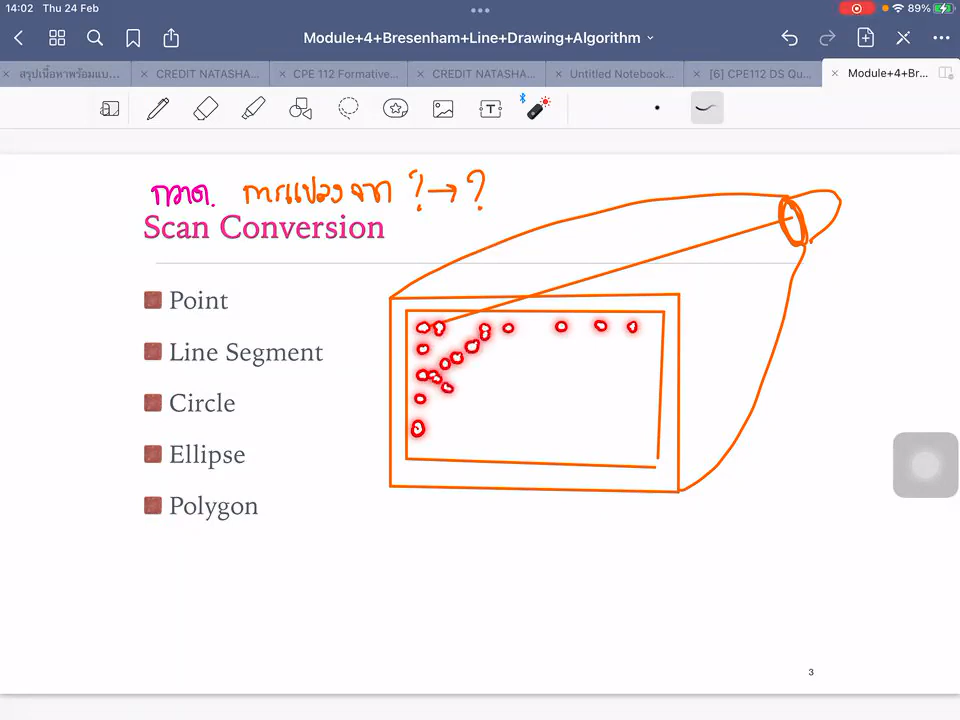 14:02 Thu 24 Feb
89%
Module+4+Bresenham+Line+Drawing+Algorithm
สรุปเนื้อหาพร้อมแบ...
CREDIT NATASHA...
CPE 112 Formative...
CREDIT NATASHA...
Untitled Notebook...
[6] CPE112 DS Qu...
Module+4+Br...
T
การแปลงจาก ? → ?
Scan Conversion
Point
Line Segment
Circle
Ellipse
Polygon
3